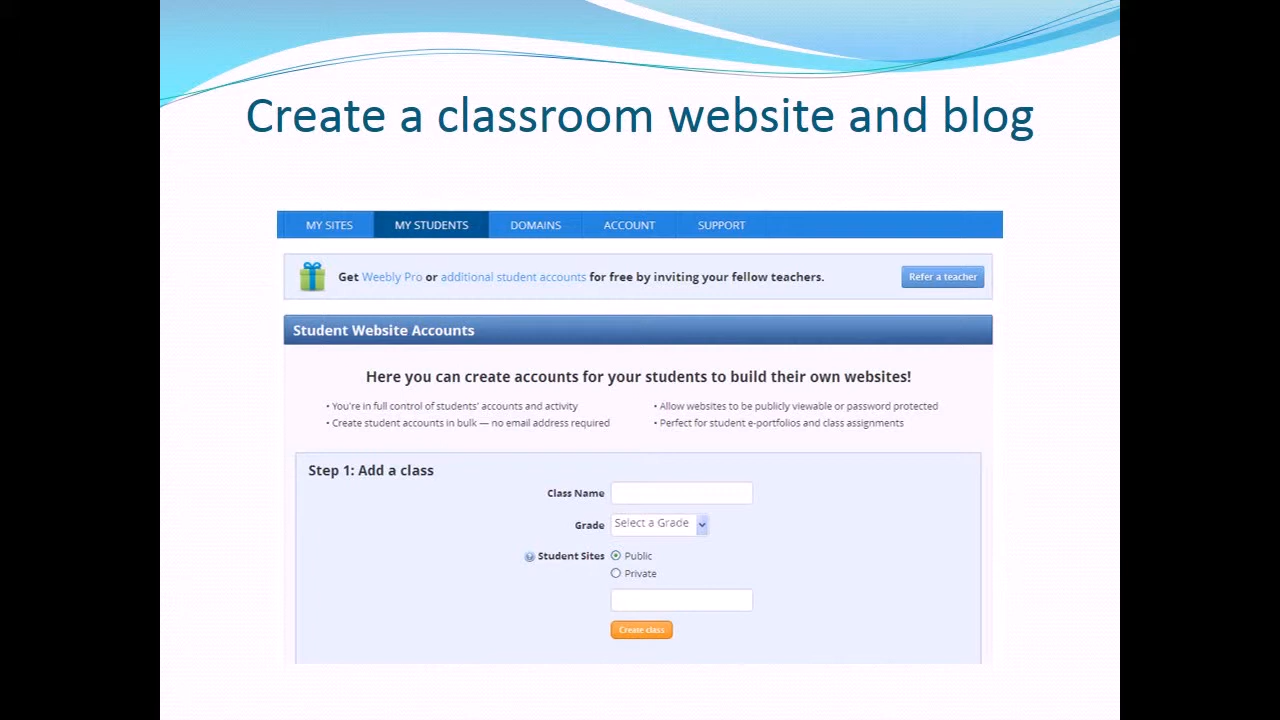 Create a classroom website and blog
MY SITES MY STUDENTS DOMAINS ACCOUNT SUPPORT
Get Weebly Pro or additional student accounts for free by inviting your fellow teachers. Refer a teacher
Student Website Accounts
Here you can create accounts for your students to build their own websites!
• You're in full control of students' accounts and activity
• Create student accounts in bulk — no email address required
• Allow websites to be publicly viewable or password protected
• Perfect for student e-portfolios and class assignments
Step 1: Add a class
Class Name
Grade Select a Grade
Student Sites Public
Private
Create class